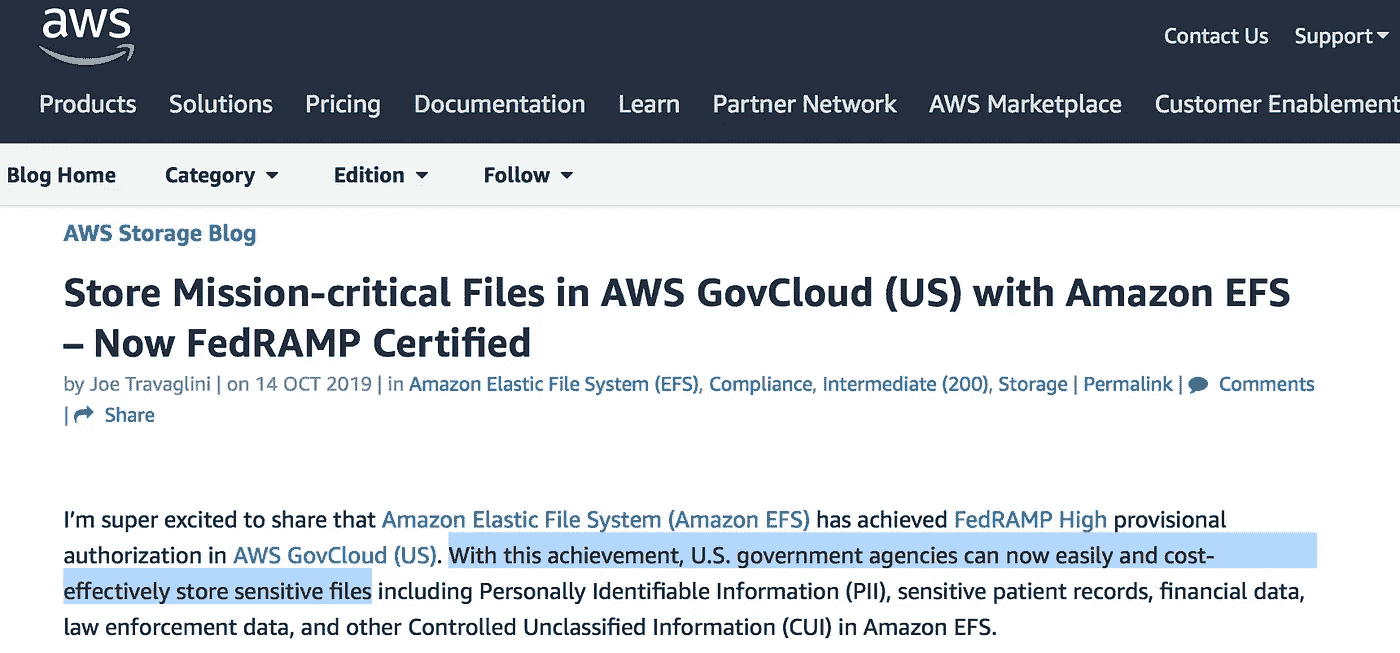 aws
Contact Us Support
Products Solutions Pricing Documentation Learn Partner Network AWS Marketplace Customer Enablement
Blog Home Category Edition Follow
AWS Storage Blog
Store Mission-critical Files in AWS GovCloud (US) with Amazon EFS
– Now FedRAMP Certified
by Joe Travaglini | on 14 OCT 2019 | in Amazon Elastic File System (EFS), Compliance, Intermediate (200), Storage | Permalink | Comments
| Share
I’m super excited to share that Amazon Elastic File System (Amazon EFS) has achieved FedRAMP High provisional
authorization in AWS GovCloud (US). With this achievement, U.S. government agencies can now easily and cost-
effectively store sensitive files including Personally Identifiable Information (PII), sensitive patient records, financial data,
law enforcement data, and other Controlled Unclassified Information (CUI) in Amazon EFS.